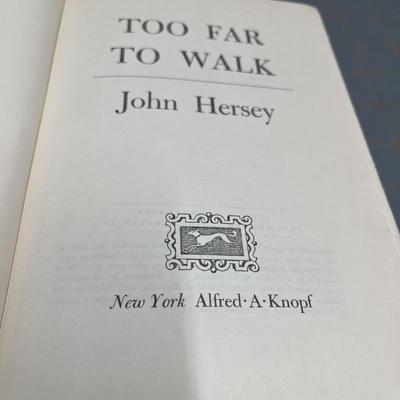 TOO FAR
TO WALK
John Hersey
New York Alfred · A · Knopf